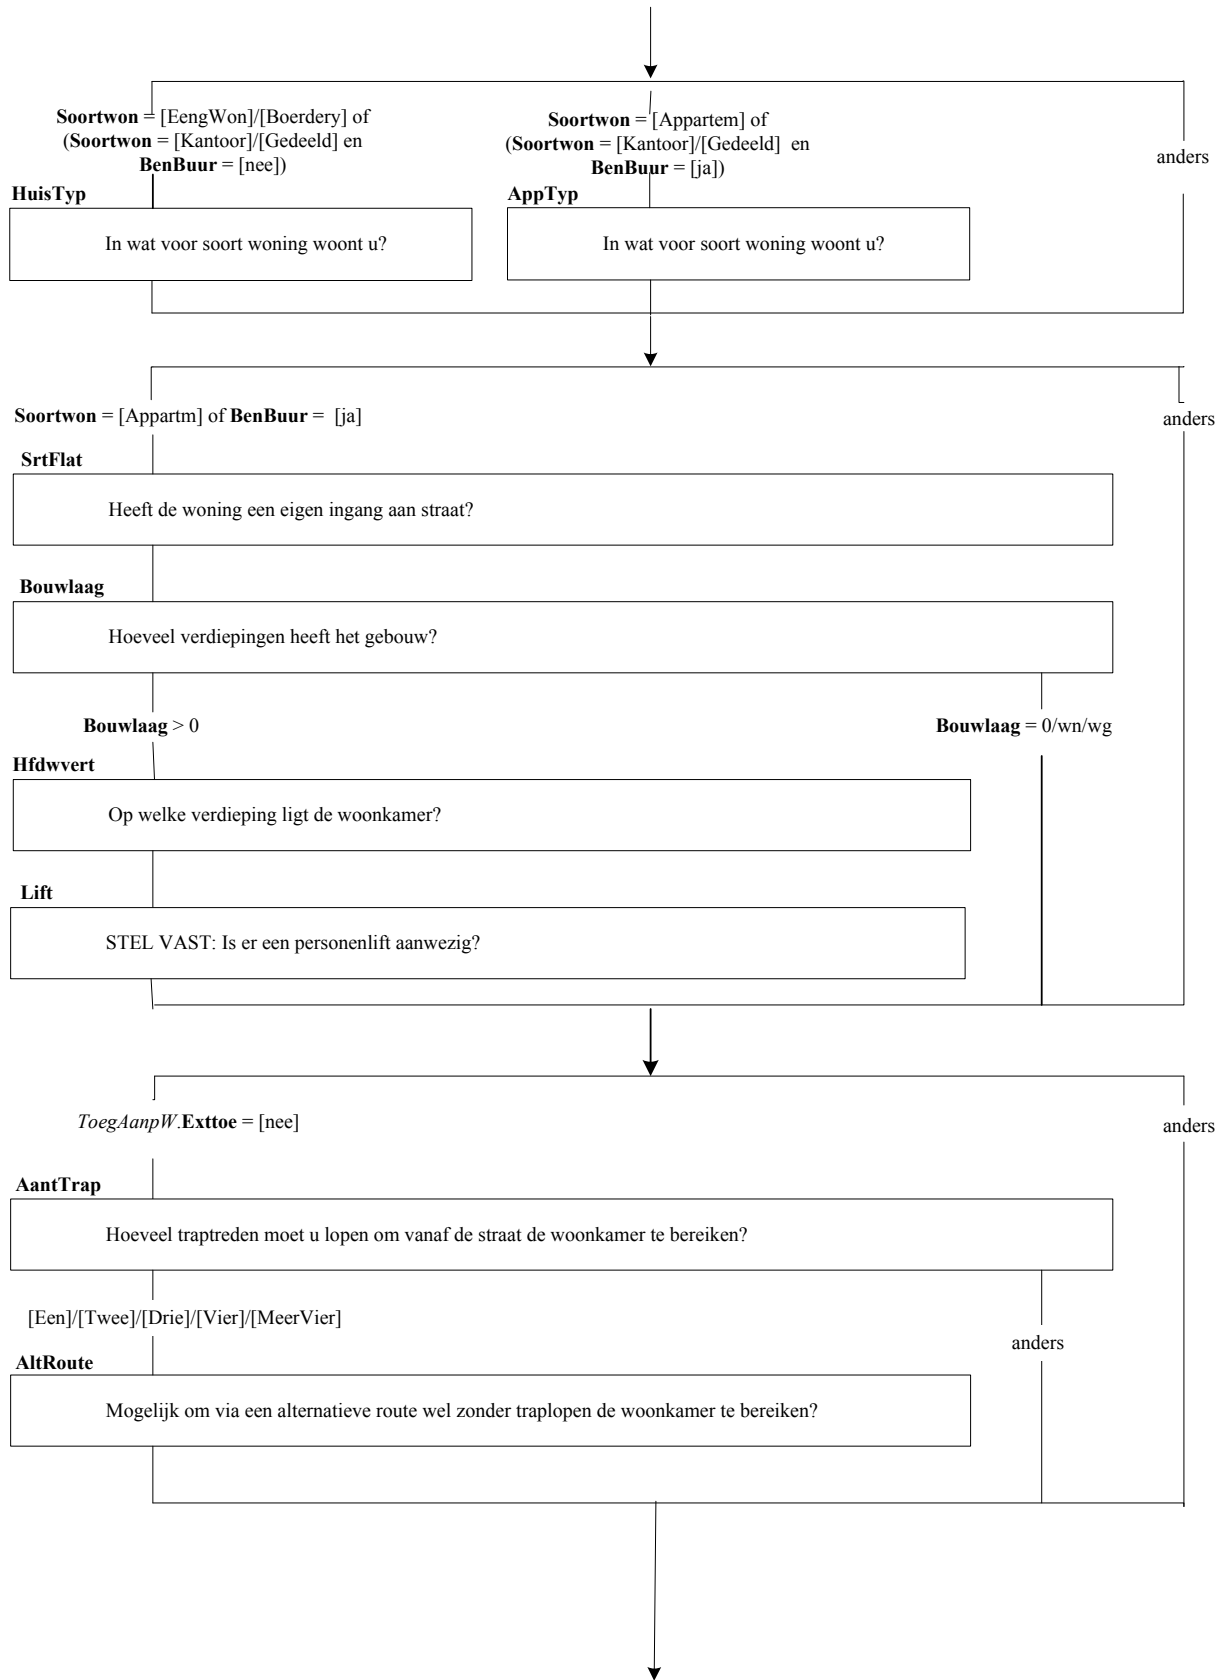 Soortwon = [EengWon]/[Boerdery] of
(Soortwon = [Kantoor]/[Gedeeld] en
BenBuur = [nee])
Soortwon = [Appartem] of
(Soortwon = [Kantoor]/[Gedeeld] en
BenBuur = [ja])
anders
HuisTyp
In wat voor soort woning woont u?
AppTyp
In wat voor soort woning woont u?
Soortwon = [Appartm] of BenBuur = [ja]
anders
SrtFlat
Heeft de woning een eigen ingang aan straat?
Bouwlaag
Hoeveel verdiepingen heeft het gebouw?
Bouwlaag > 0
Bouwlaag = 0/wn/wg
Hfdwvert
Op welke verdieping ligt de woonkamer?
Lift
STEL VAST: Is er een personenlift aanwezig?
ToegAanpW.Exttoe = [nee]
anders
AantTrap
Hoeveel traptreden moet u lopen om vanaf de straat de woonkamer te bereiken?
[Een]/[Twee]/[Drie]/[Vier]/[MeerVier]
anders
AltRoute
Mogelijk om via een alternatieve route wel zonder traplopen de woonkamer te bereiken?